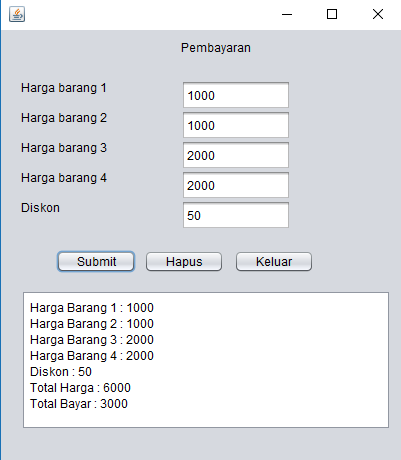 Pembayaran
Harga barang 1
1000
Harga barang 2
1000
Harga barang 3
2000
Harga barang 4
2000
Diskon
50
Submit Hapus Keluar
Harga Barang 1 : 1000
Harga Barang 2 : 1000
Harga Barang 3 : 2000
Harga Barang 4 : 2000
Diskon : 50
Total Harga : 6000
Total Bayar : 3000